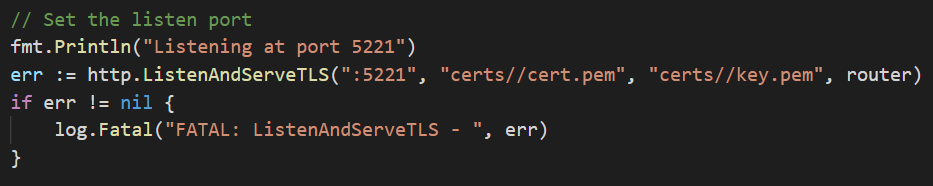 // Set the listen port
fmt.Println("Listening at port 5221")
err := http.ListenAndServeTLS(":5221", "certs//cert.pem", "certs//key.pem", router)
if err != nil {
    log.Fatal("FATAL: ListenAndServeTLS - ", err)
}